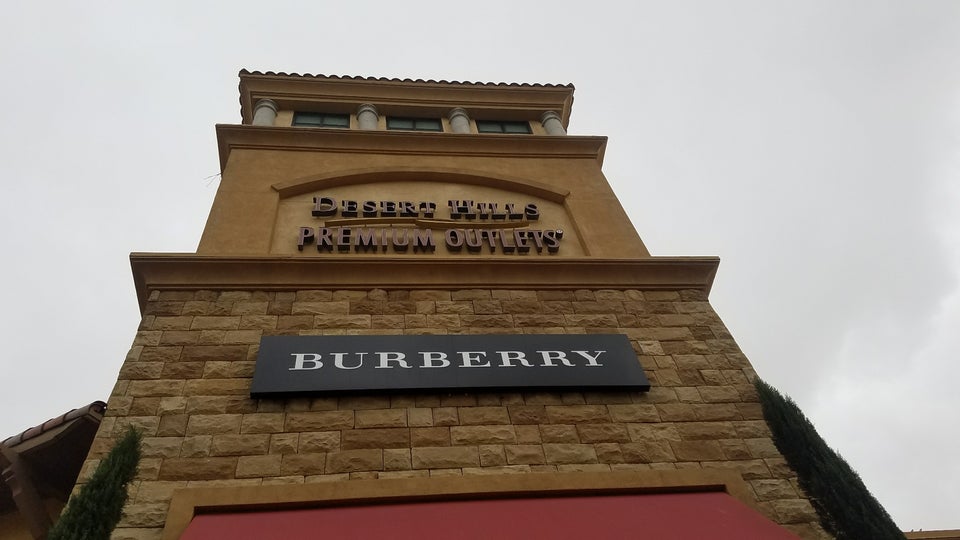 DESERT HILLS
PREMIUM OUTLETS®
BURBERRY